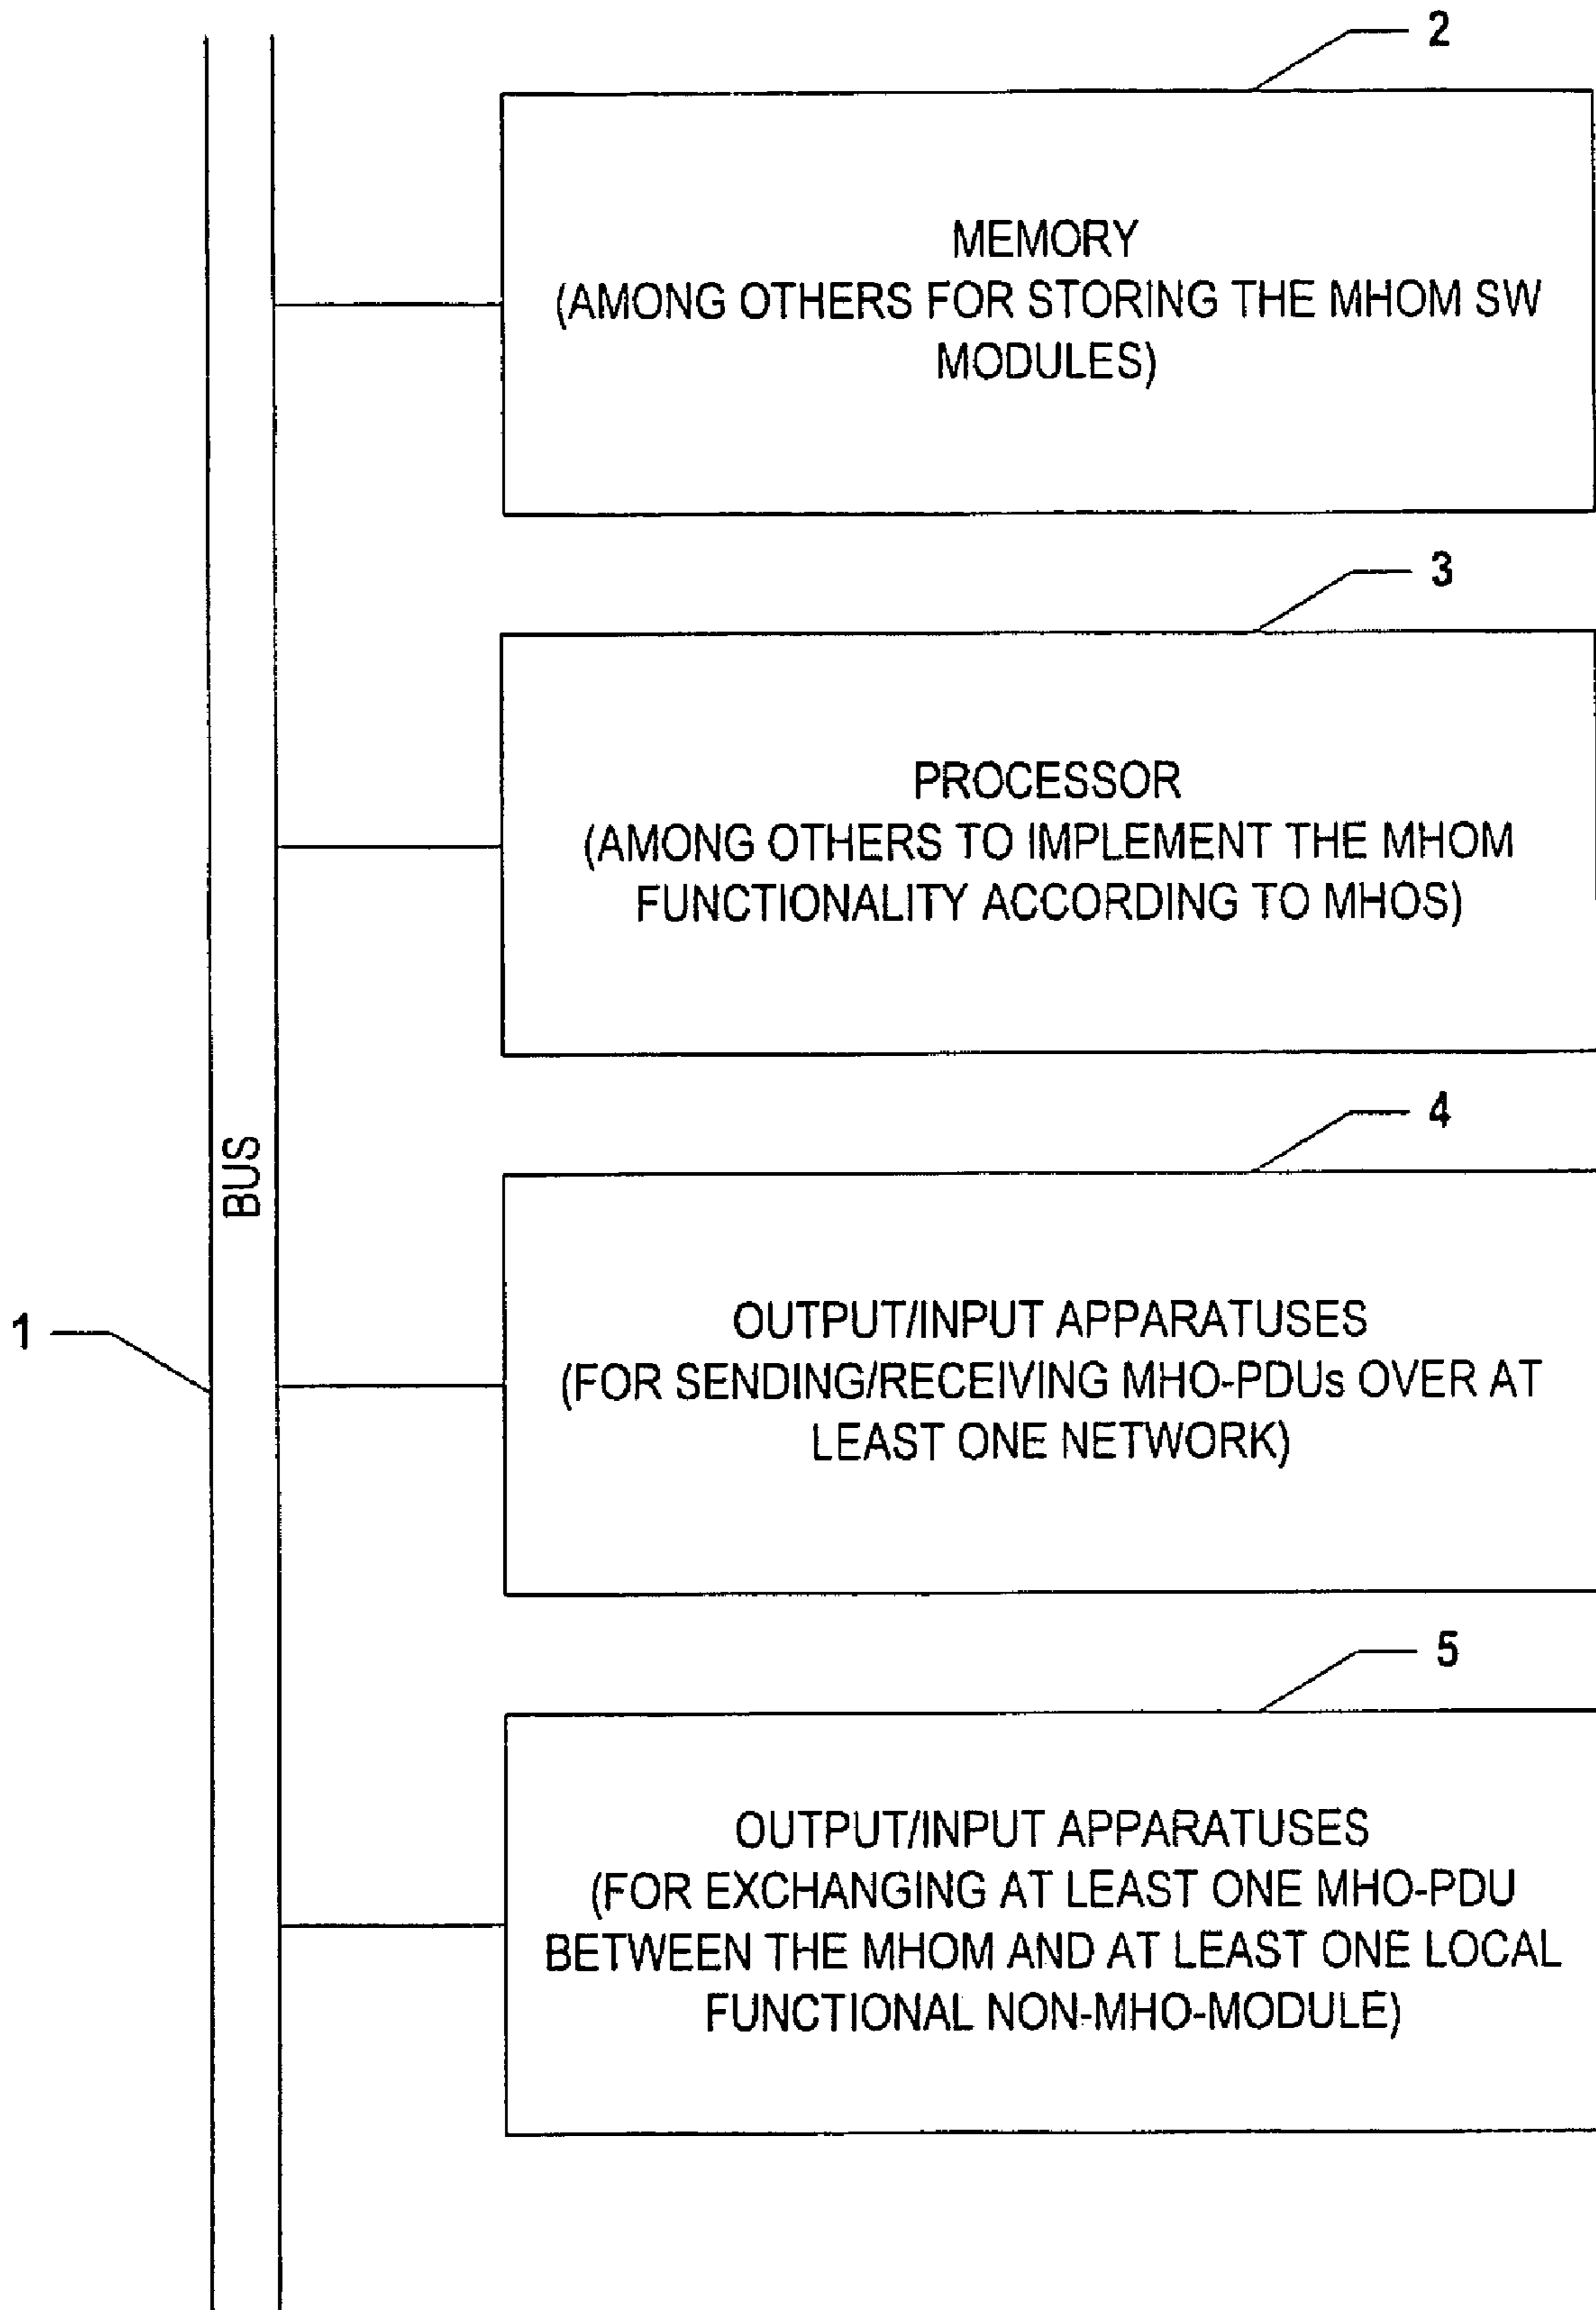 2
MEMORY
(AMONG OTHERS FOR STORING THE MHOM SW
MODULES)
3
PROCESSOR
(AMONG OTHERS TO IMPLEMENT THE MHOM
FUNCTIONALITY ACCORDING TO MHOS)
4
BUS
OUTPUT/INPUT APPARATUSES
(FOR SENDING/RECEIVING MHO-PDUs OVER AT
LEAST ONE NETWORK)
1
5
OUTPUT/INPUT APPARATUSES
(FOR EXCHANGING AT LEAST ONE MHO-PDU
BETWEEN THE MHOM AND AT LEAST ONE LOCAL
FUNCTIONAL NON-MHO-MODULE)